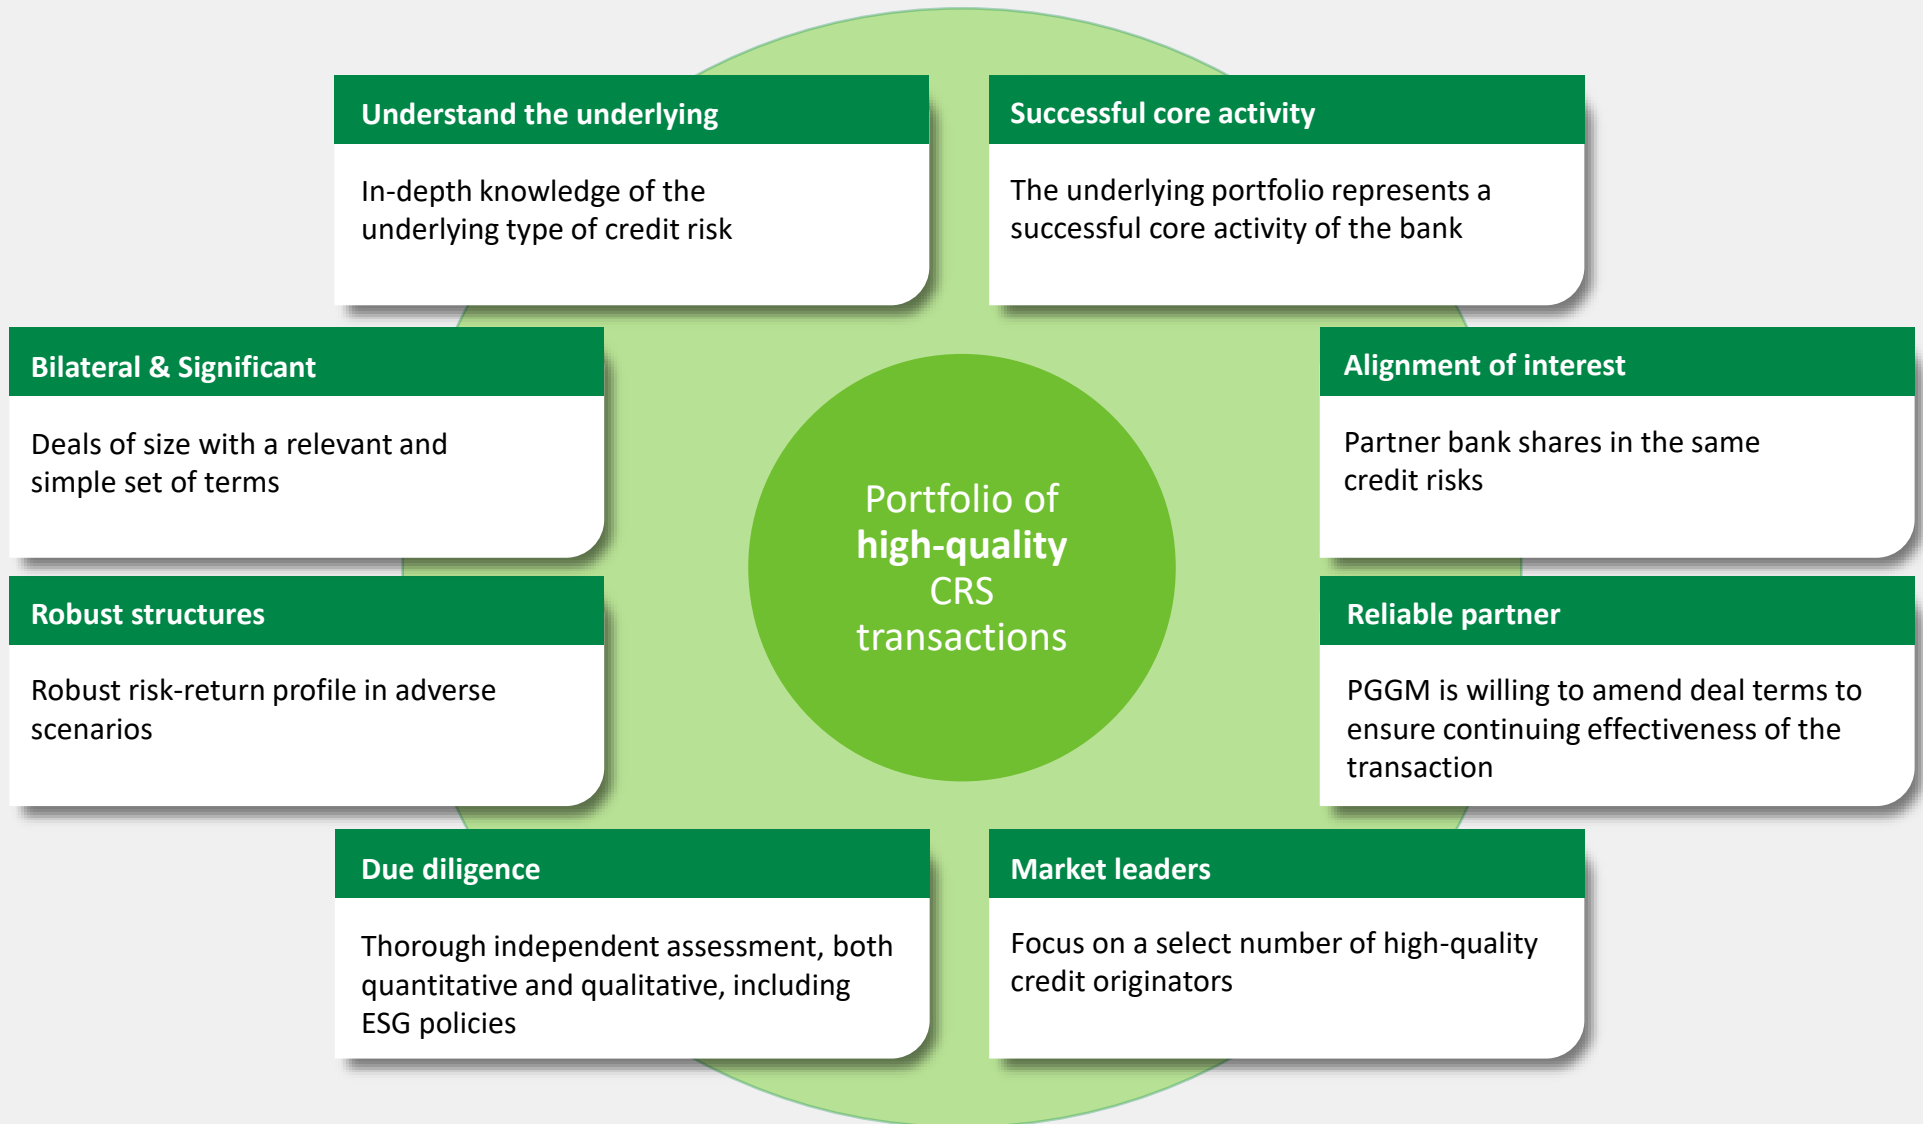 Understand the underlying
In-depth knowledge of the
underlying type of credit risk
Successful core activity
The underlying portfolio represents a
successful core activity of the bank
Bilateral & Significant
Deals of size with a relevant and
simple set of terms
Alignment of interest
Partner bank shares in the same
credit risks
Portfolio of
high-quality
CRS
transactions
Robust structures
Robust risk-return profile in adverse
scenarios
Reliable partner
PGGM is willing to amend deal terms to
ensure continuing effectiveness of the
transaction
Due diligence
Thorough independent assessment, both
quantitative and qualitative, including
ESG policies
Market leaders
Focus on a select number of high-quality
credit originators